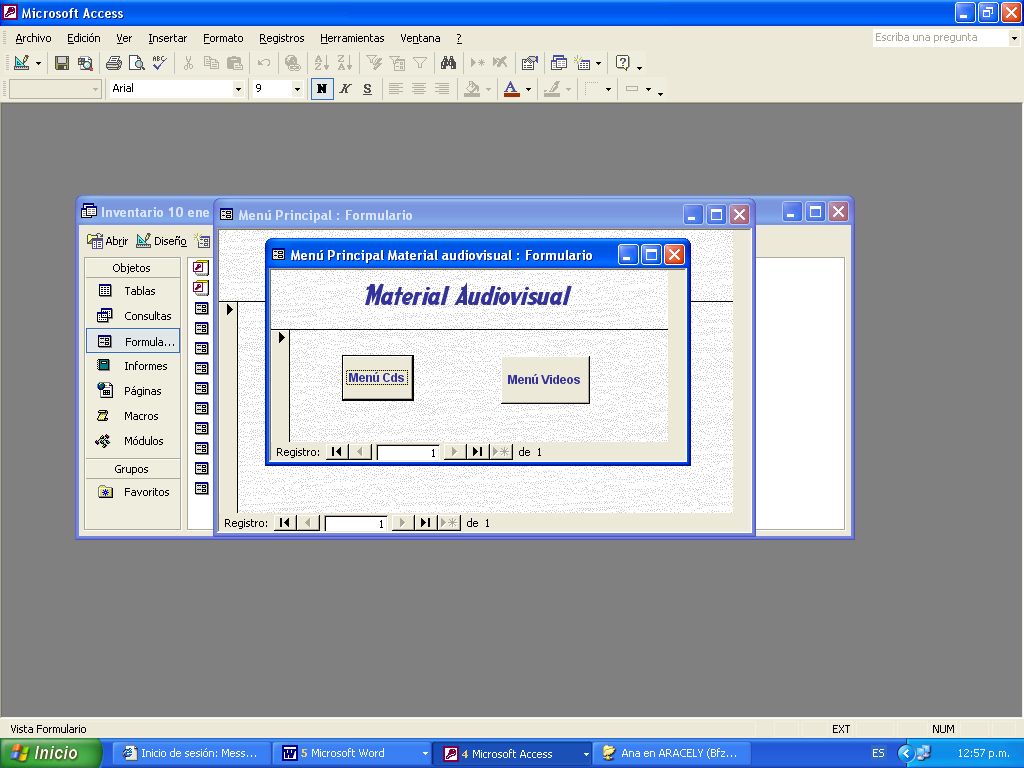 Microsoft Access
Archivo Edición Ver Insertar Formato Registros Herramientas Ventana ? Escriba una pregunta
Arial 9 N K S
Inventario 10 ene
Menú Principal : Formulario
Abrir Diseño
Menú Principal Material audiovisual : Formulario
Objetos
Tablas
Consultas
Formula...
Informes
Páginas
Macros
Módulos
Grupos
Favoritos
Material Audiovisual
Menú Cds
Menú Videos
Registro: 1 de 1
Registro: 1 de 1
Vista Formulario EXT NUM
Inicio Inicio de sesión: Mess... 5 Microsoft Word 4 Microsoft Access Ana en ARACELY (Bfz... ES 12:57 p.m.